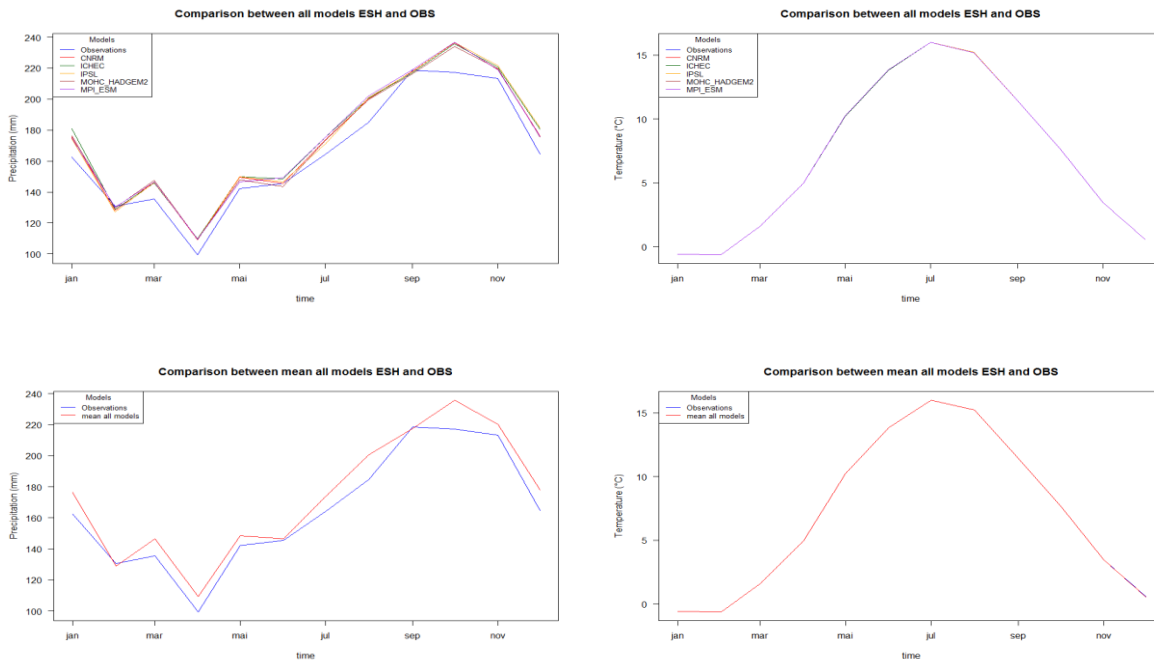 Comparison between all models ESH and OBS
Models
Observations
CNRM
ICHEC
IPSL
MOHC_HADGEM2
MPI_ESM
Precipitation (mm)
240
220
200
180
160
140
120
100
jan
mar
mai
jul
sep
nov
time
Comparison between all models ESH and OBS
Models
Observations
CNRM
ICHEC
IPSL
MOHC_HADGEM2
MPI_ESM
Temperature (°C)
15
10
5
0
jan
mar
mai
jul
sep
nov
time
Comparison between mean all models ESH and OBS
Models
Observations
mean all models
Precipitation (mm)
240
220
200
180
160
140
120
100
jan
mar
mai
jul
sep
nov
time
Comparison between mean all models ESH and OBS
Models
Observations
mean all models
Temperature (°C)
15
10
5
0
jan
mar
mai
jul
sep
nov
time